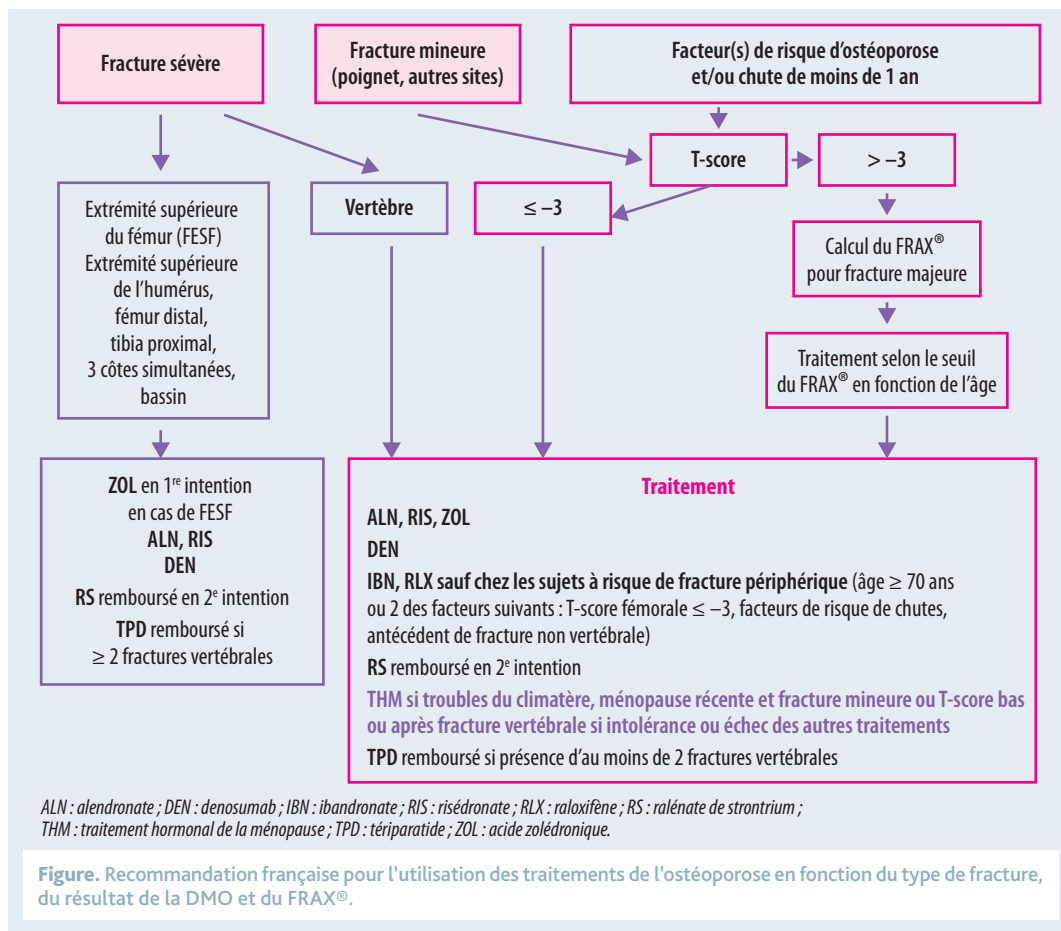 Fracture sévère
Fracture mineure
(poignet, autres sites)
Facteur(s) de risque d'ostéoporose
et/ou chute de moins de 1 an
T-score
> –3
Extrémité supérieure
du fémur (FESF)
Extrémité supérieure
de l'humérus,
fémur distal,
tibia proximal,
3 côtes simultanées,
bassin
Vertèbre
≤ –3
Calcul du FRAX®
pour fracture majeure
Traitement selon le seuil
du FRAX® en fonction de l'âge
ZOL en 1re intention
en cas de FESF
ALN, RIS
DEN
RS remboursé en 2e intention
TPD remboursé si
≥ 2 fractures vertébrales
Traitement
ALN, RIS, ZOL
DEN
IBN, RLX sauf chez les sujets à risque de fracture périphérique (âge ≥ 70 ans
ou 2 des facteurs suivants : T-score fémorale ≤ –3, facteurs de risque de chutes,
antécédent de fracture non vertébrale)
RS remboursé en 2e intention
THM si troubles du climatère, ménopause récente et fracture mineure ou T-score bas
ou après fracture vertébrale si intolérance ou échec des autres traitements
TPD remboursé si présence d'au moins de 2 fractures vertébrales
ALN : alendronate ; DEN : denosumab ; IBN : ibandronate ; RIS : risédronate ; RLX : raloxifène ; RS : ralénate de strontrium ;
THM : traitement hormonal de la ménopause ; TPD : tériparatide ; ZOL : acide zolédronique.
Figure. Recommandation française pour l'utilisation des traitements de l'ostéoporose en fonction du type de fracture,
du résultat de la DMO et du FRAX®.